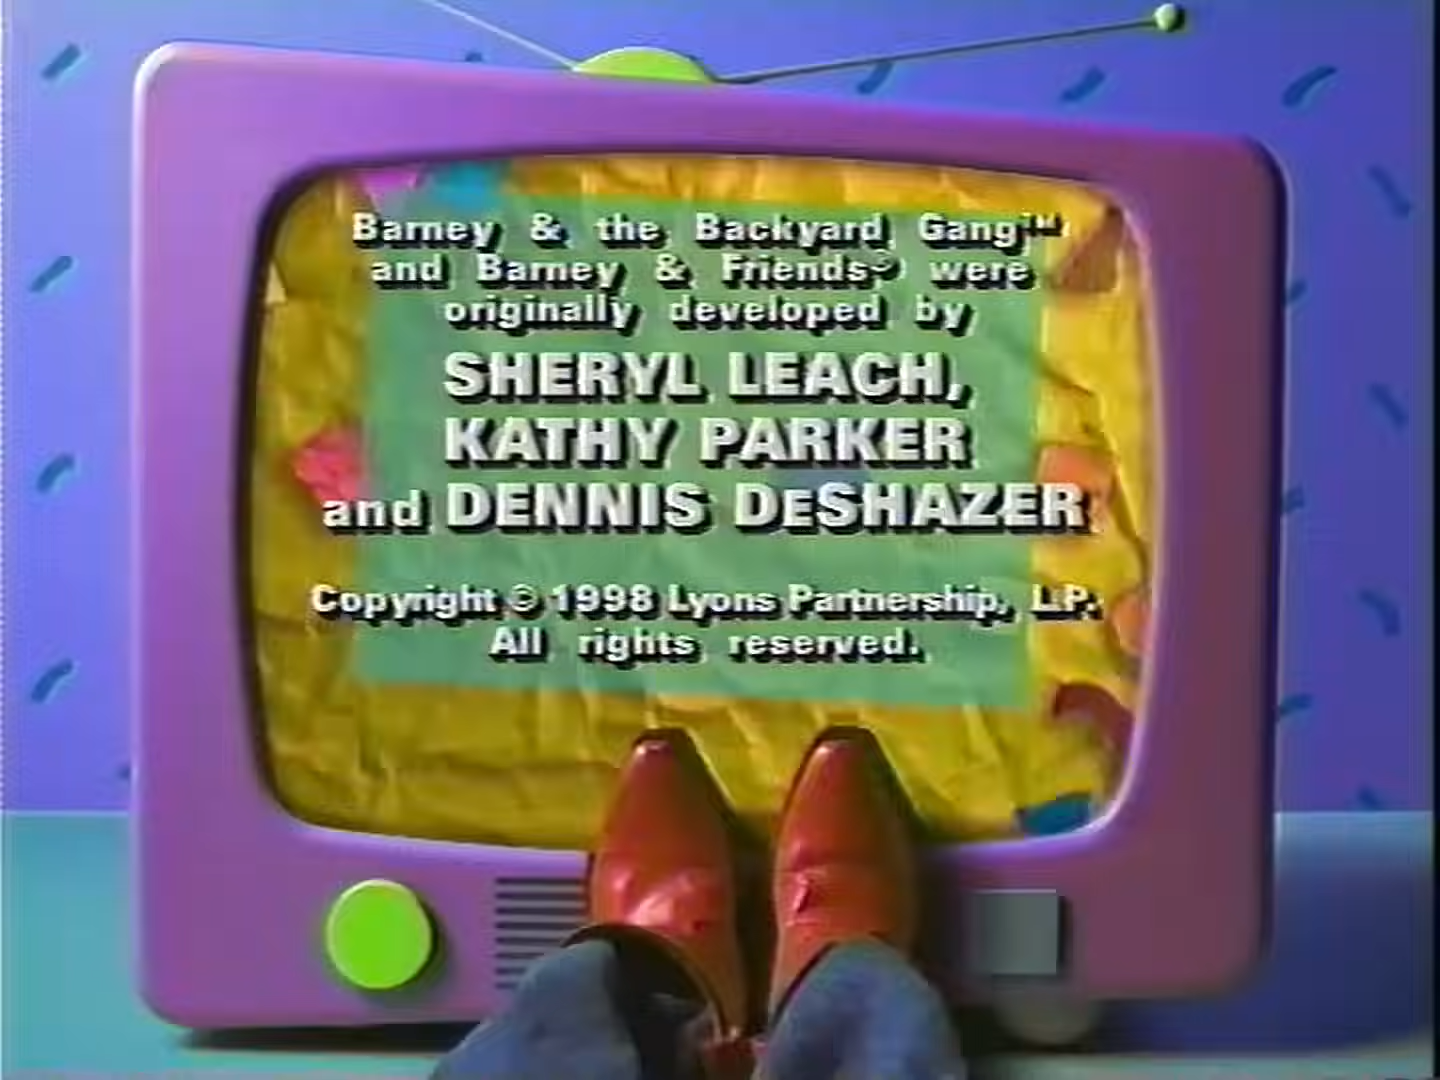 Barney & the Backyard Gang™
and Barney & Friends® were
originally developed by
SHERYL LEACH,
KATHY PARKER
and DENNIS DeSHAZER
Copyright © 1998 Lyons Partnership, L.P.
All rights reserved.